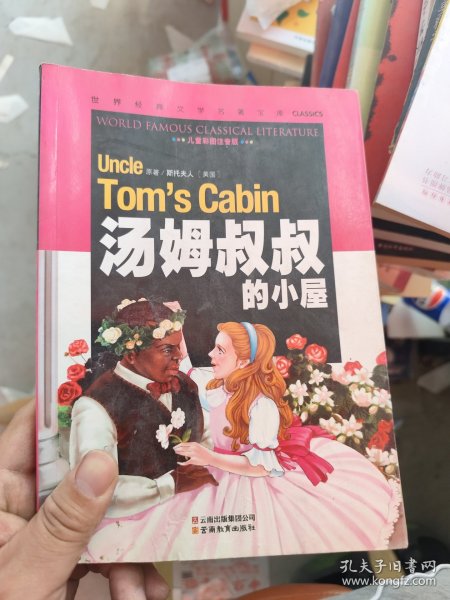 世界经典文学名著宝库 CLASSICS
WORLD FAMOUS CLASSICAL LITERATURE
儿童彩图注音版
Uncle
原著/斯托夫人 [美国]
Tom's Cabin
汤姆叔叔
的小屋
云南出版集团公司
云南教育出版社
孔夫子旧书网
www.kongfz.com